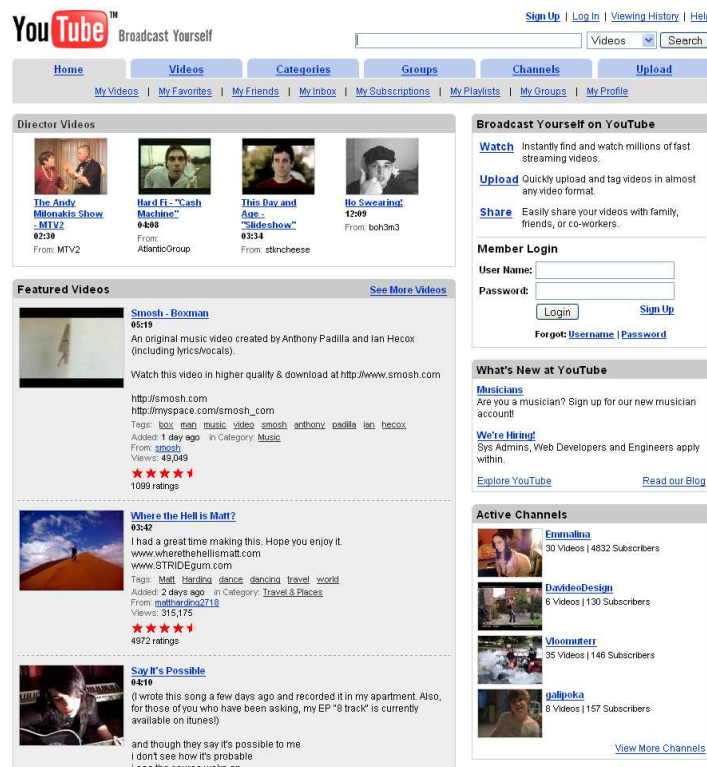 YouTube™ Broadcast Yourself
Sign Up | Log In | Viewing History | Help
Videos Search
Home Videos Categories Groups Channels Upload
My Videos | My Favorites | My Friends | My Inbox | My Subscriptions | My Playlists | My Groups | My Profile
Director Videos
The Andy
Milonakis Show
- MTV2
02:30
From: MTV2
Hard Fi - "Cash
Machine"
04:08
From:
AtlanticGroup
This Day and
Age -
"Slideshow"
03:34
From: stkncheese
No Swearing!
12:09
From: boh3m3
Featured Videos See More Videos
Smosh - Boxman
05:19
An original music video created by Anthony Padilla and Ian Hecox
(including lyrics/vocals).
Watch this video in higher quality & download at http://www.smosh.com
http://smosh.com
http://myspace.com/smosh_com
Tags: box man music video smosh anthony padilla ian hecox
Added: 1 day ago in Category: Music
From: smosh
Views: 49,049
1099 ratings
Where the Hell is Matt?
03:42
I had a great time making this. Hope you enjoy it.
www.wherethehellismatt.com
www.STRIDEgum.com
Tags: Matt Harding dance dancing travel world
Added: 2 days ago in Category: Travel & Places
From: mattharding2718
Views: 315,175
4972 ratings
Say It's Possible
04:10
(I wrote this song a few days ago and recorded it in my apartment. Also,
for those of you who have been asking, my EP "8 track" is currently
available on itunes!)
and though they say it's possible to me
i don't see how it's probable
Broadcast Yourself on YouTube
Watch Instantly find and watch millions of fast
streaming videos.
Upload Quickly upload and tag videos in almost
any video format.
Share Easily share your videos with family,
friends, or co-workers.
Member Login
User Name:
Password:
Login Sign Up
Forgot: Username | Password
What's New at YouTube
Musicians
Are you a musician? Sign up for our new musician
account!
We're Hiring!
Sys Admins, Web Developers and Engineers apply
within.
Explore YouTube Read our Blog
Active Channels
Emmalina
30 Videos | 4832 Subscribers
DavideoDesign
6 Videos | 130 Subscribers
Vloomuterr
35 Videos | 146 Subscribers
galipoka
8 Videos | 157 Subscribers
View More Channels